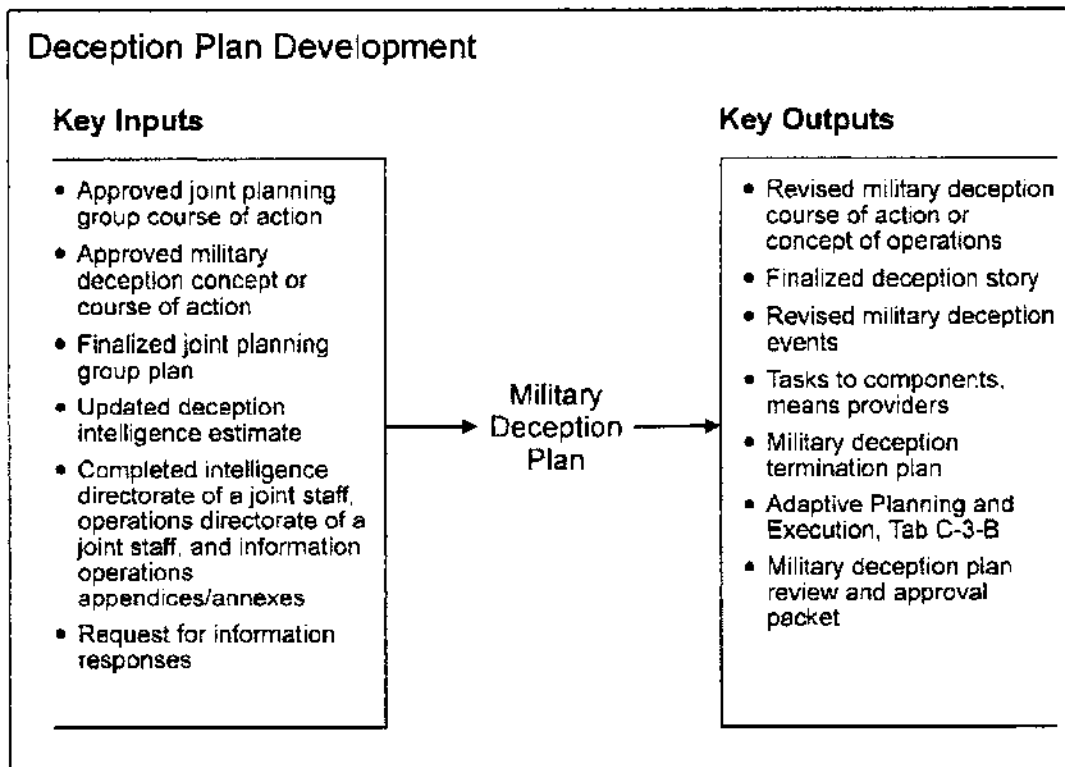 Deception Plan Development
Key Inputs
• Approved joint planning
group course of action
• Approved military
deception concept or
course of action
• Finalized joint planning
group plan
• Updated deception
intelligence estimate
• Completed intelligence
directorate of a joint staff,
operations directorate of a
joint staff, and information
operations
appendices/annexes
• Request for information
responses
Military
Deception
Plan
Key Outputs
• Revised military deception
course of action or
concept of operations
• Finalized deception story
• Revised military deception
events
• Tasks to components,
means providers
• Military deception
termination plan
• Adaptive Planning and
Execution, Tab C-3-B
• Military deception plan
review and approval
packet